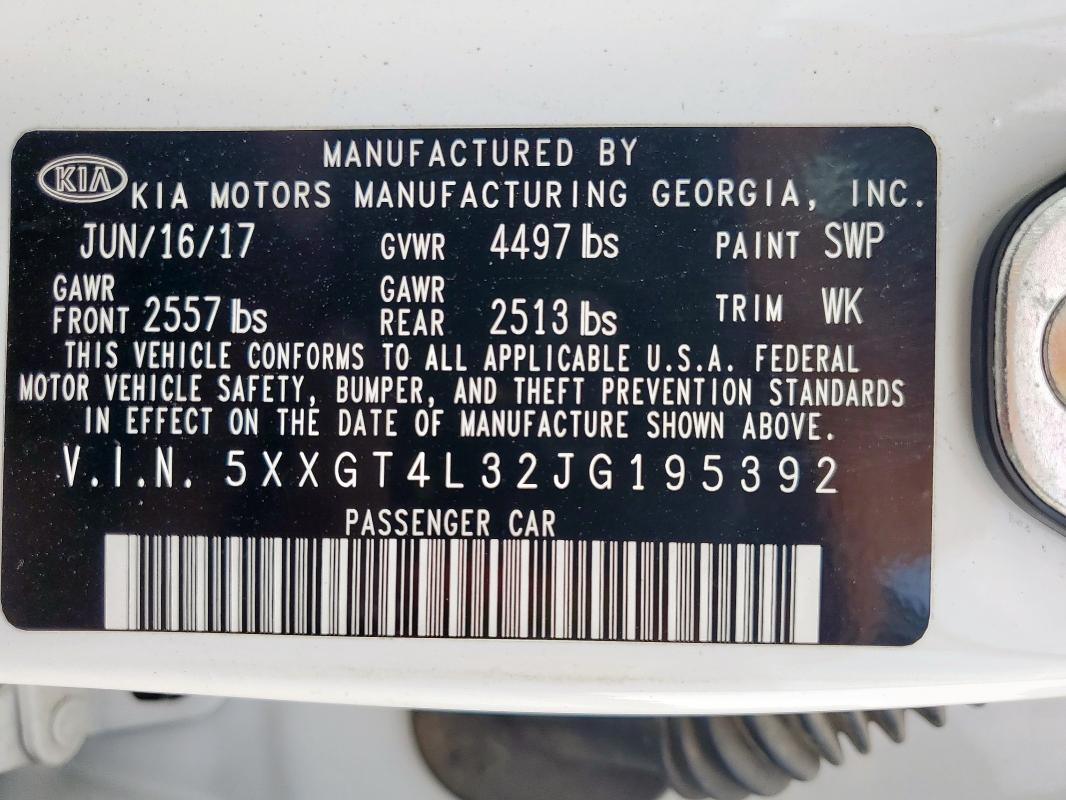 MANUFACTURED BY
KIA KIA MOTORS MANUFACTURING GEORGIA, INC.
JUN/16/17 GVWR 4497 lbs PAINT SWP
GAWR FRONT 2557 lbs GAWR REAR 2513 lbs TRIM WK
THIS VEHICLE CONFORMS TO ALL APPLICABLE U.S.A. FEDERAL
MOTOR VEHICLE SAFETY, BUMPER, AND THEFT PREVENTION STANDARDS
IN EFFECT ON THE DATE OF MANUFACTURE SHOWN ABOVE.
V.I.N. 5XXGT4L32JG195392
PASSENGER CAR